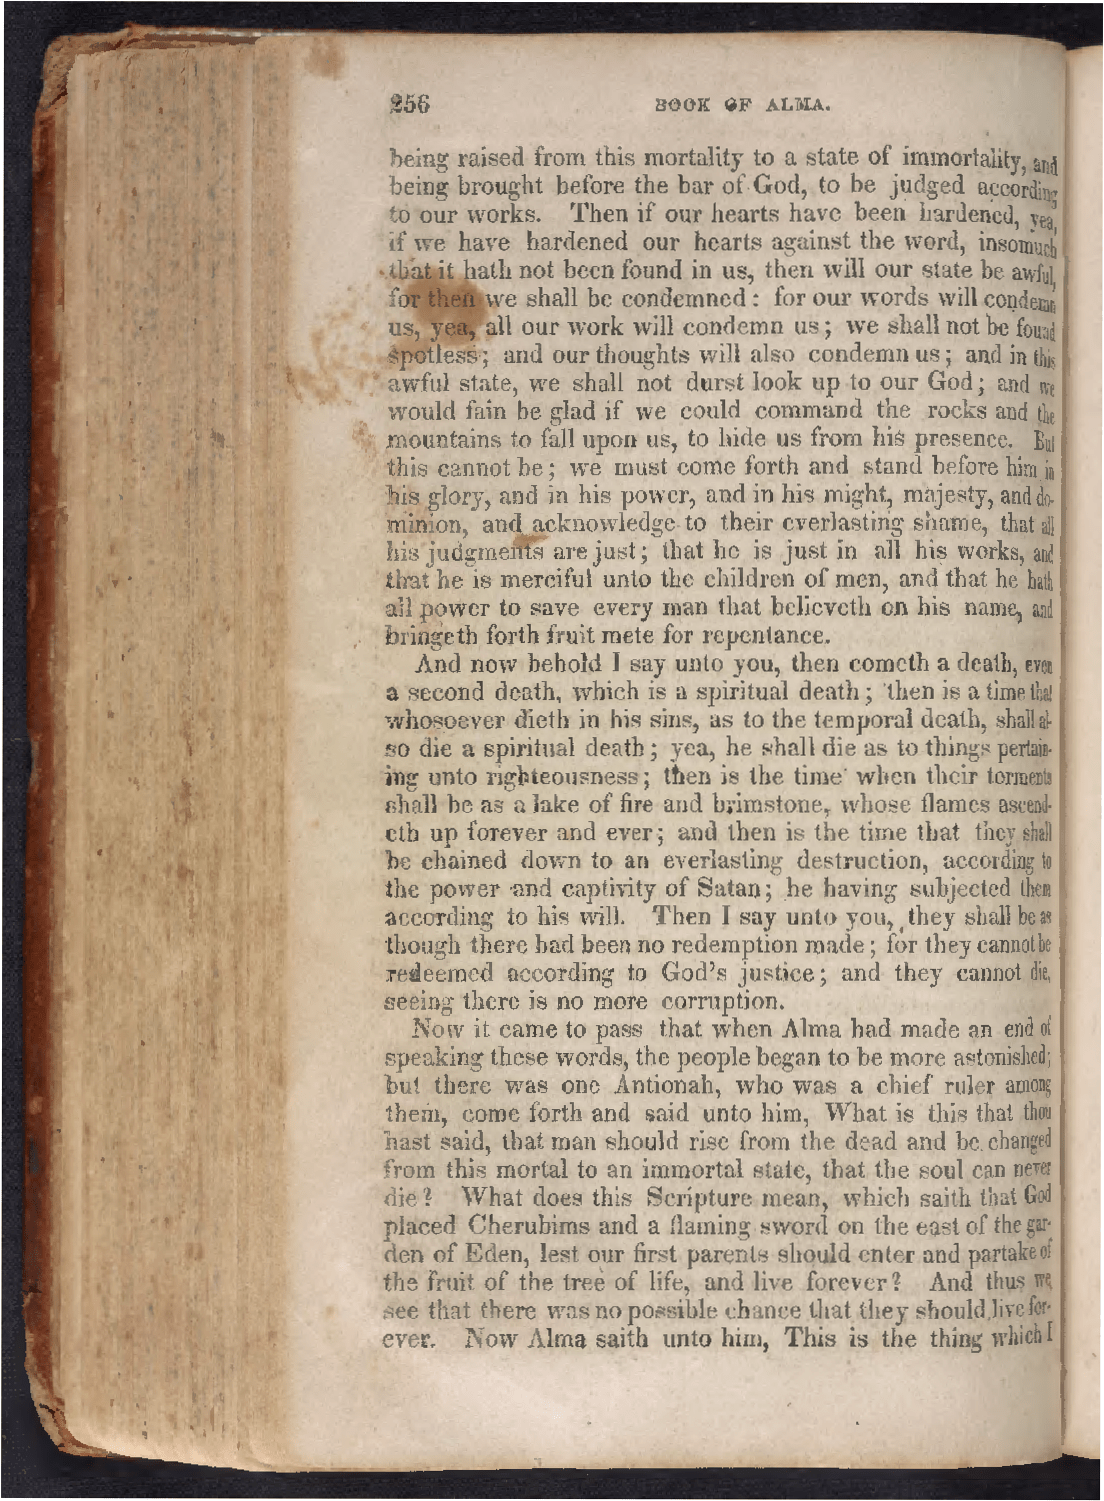 256 BOOK OF ALMA.
being raised from this mortality to a state of immortality, and
being brought before the bar of God, to be judged according
to our works. Then if our hearts have been hardened, yea,
if we have hardened our hearts against the word, insomuch
that it hath not been found in us, then will our state be awful,
for then we shall be condemned: for our words will condemn
us, yea, all our work will condemn us; we shall not be found
spotless; and our thoughts will also condemn us; and in this
awful state, we shall not durst look up to our God; and we
would fain be glad if we could command the rocks and the
mountains to fall upon us, to hide us from his presence. But
this cannot be; we must come forth and stand before him in
his glory, and in his power, and in his might, majesty, and do-
minion, and acknowledge to their everlasting shame, that all
his judgments are just; that he is just in all his works, and
that he is merciful unto the children of men, and that he hath
all power to save every man that believeth on his name, and
bringeth forth fruit mete for repentance.
And now behold I say unto you, then cometh a death, even
a second death, which is a spiritual death; then is a time that
whosoever dieth in his sins, as to the temporal death, shall al-
so die a spiritual death; yea, he shall die as to things pertain-
ing unto righteousness; then is the time when their torments
shall be as a lake of fire and brimstone, whose flames ascend-
eth up forever and ever; and then is the time that they shall
be chained down to an everlasting destruction, according to
the power and captivity of Satan; he having subjected them
according to his will. Then I say unto you, they shall be as
though there had been no redemption made; for they cannot be
redeemed according to God's justice; and they cannot die,
seeing there is no more corruption.
Now it came to pass that when Alma had made an end of
speaking these words, the people began to be more astonished;
but there was one Antionah, who was a chief ruler among
them, come forth and said unto him, What is this that thou
hast said, that man should rise from the dead and be changed
from this mortal to an immortal state, that the soul can never
die? What does this Scripture mean, which saith that God
placed Cherubims and a flaming sword on the east of the gar-
den of Eden, lest our first parents should enter and partake of
the fruit of the tree of life, and live forever? And thus we
see that there was no possible chance that they should live for-
ever. Now Alma saith unto him, This is the thing which I